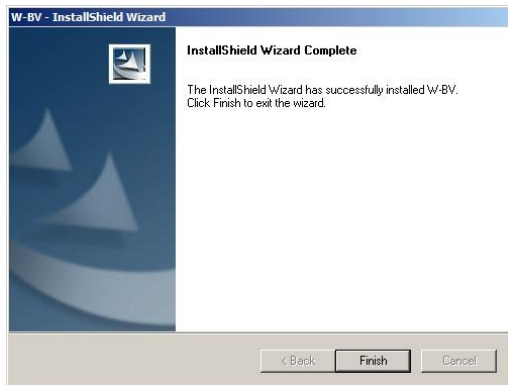 W-BV - InstallShield Wizard
InstallShield Wizard Complete
The InstallShield Wizard has successfully installed W-BV.
Click Finish to exit the wizard.
< Back
Finish
Cancel